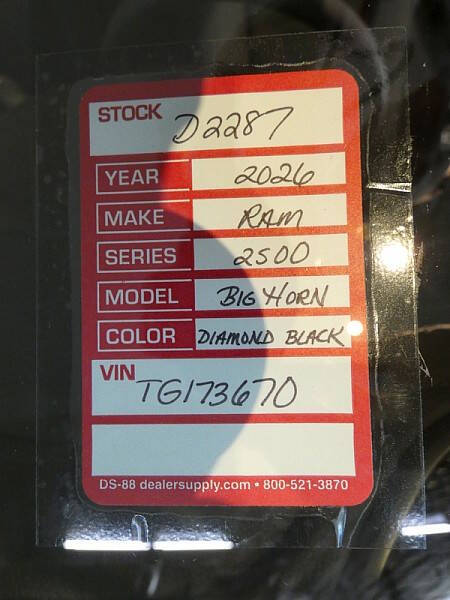 STOCK D2287
YEAR 2026
MAKE RAM
SERIES 2500
MODEL BIG HORN
COLOR DIAMOND BLACK
VIN TG173670
DS-88 dealersupply.com • 800-521-3870